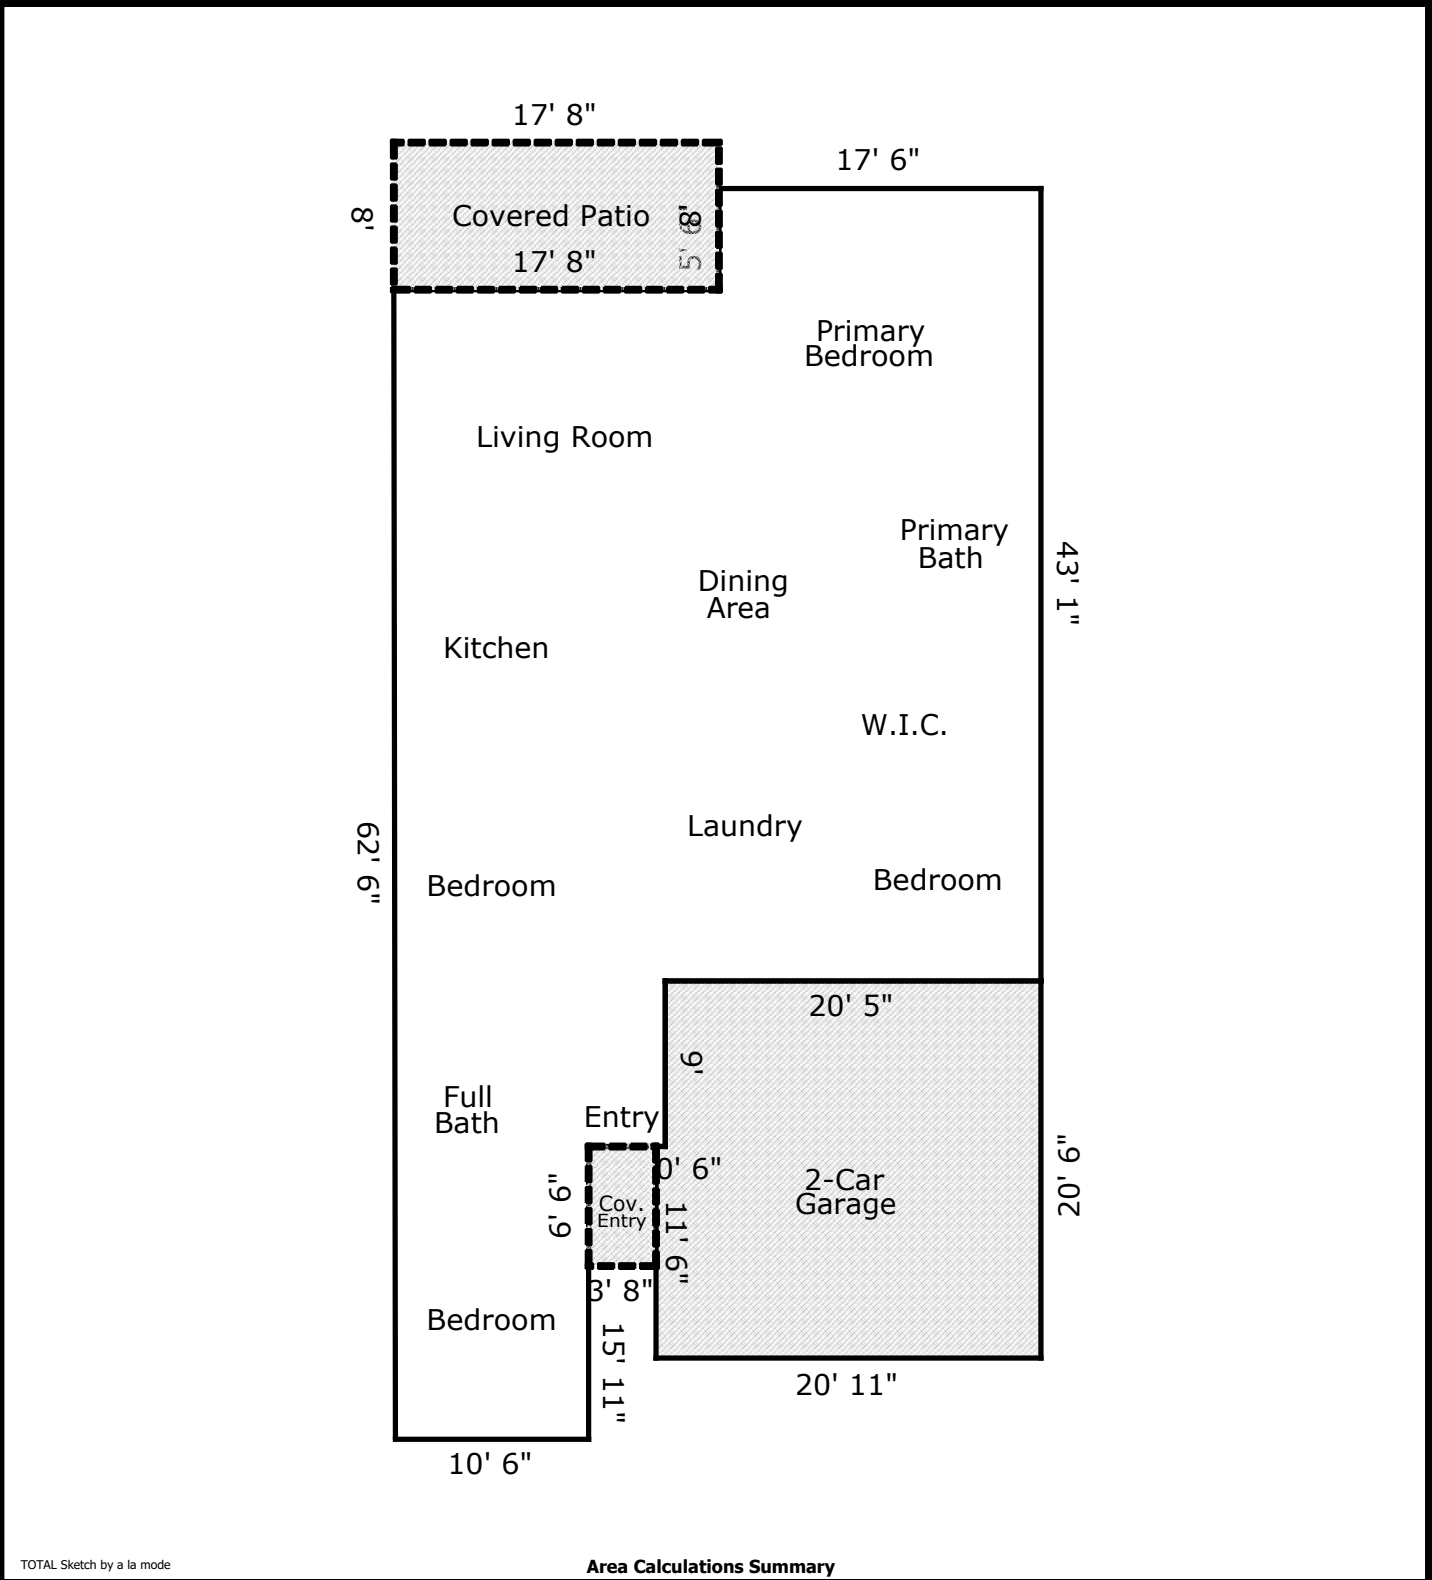 17' 8"
17' 6"
8'
Covered Patio
8'
5' 6"
17' 8"
Primary
Bedroom
Living Room
Primary
Bath
43' 1"
Dining
Area
Kitchen
W.I.C.
Laundry
62' 6"
Bedroom
Bedroom
20' 5"
9'
Full
Bath
Entry
0' 6"
2-Car
Garage
20' 6"
6' 6"
Cov.
Entry
11' 6"
3' 8"
Bedroom
15' 11"
20' 11"
10' 6"
TOTAL Sketch by a la mode
Area Calculations Summary